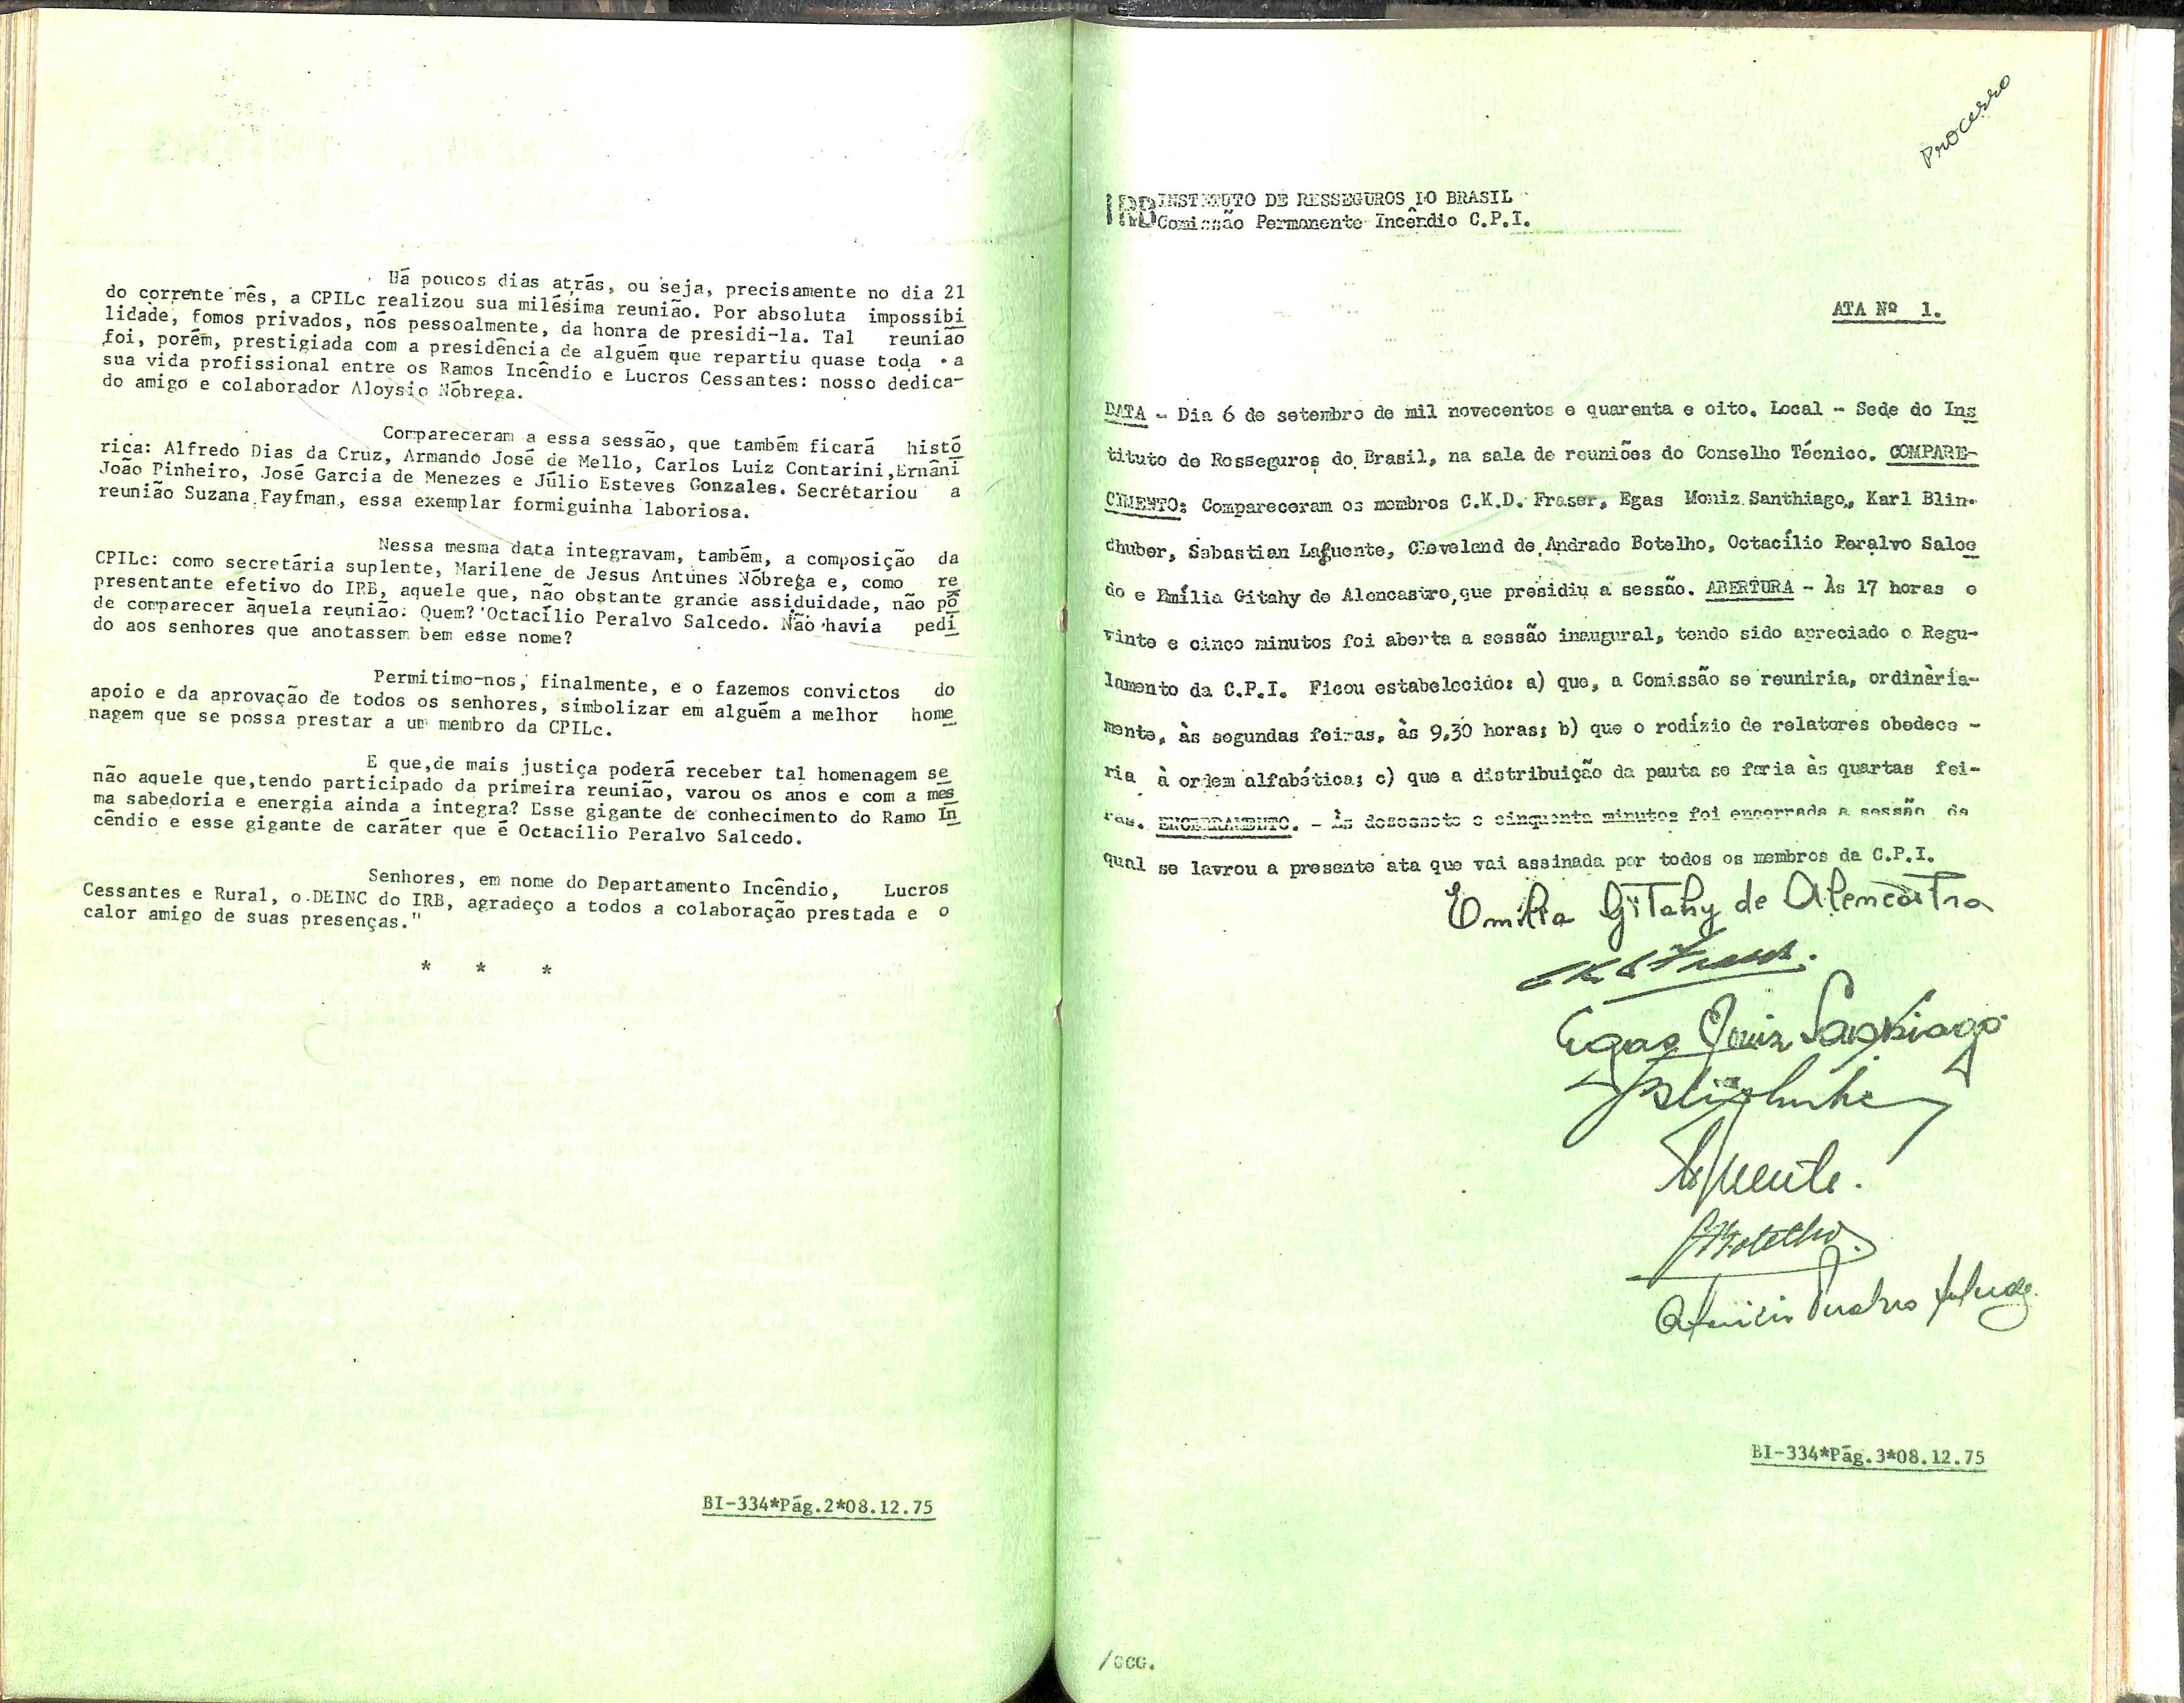 Há poucos dias atrás, ou seja, precisamente no dia 21
do corrente mês, a CPILc realizou sua milésima reunião. Por absoluta impossibi
lidade, fomos privados, nós pessoalmente, da honra de presidi-la. Tal reunião
foi, porém, prestigiada com a presidência de alguém que repartiu quase toda a
sua vida profissional entre os Ramos Incêndio e Lucros Cessantes: nosso dedica-
do amigo e colaborador Aloysio Nóbrega.
Compareceram a essa sessão, que também ficará histó
rica: Alfredo Dias da Cruz, Armando José de Mello, Carlos Luiz Contarini, Ernâni
João Pinheiro, José Garcia de Menezes e Júlio Esteves Gonzales. Secretariou a
reunião Suzana Fayfman, essa exemplar formiguinha laboriosa.
Nessa mesma data integravam, também, a composição da
CPILc: como secretária suplente, Marilene de Jesus Antunes Nóbrega e, como re
presentante efetivo do IRB, aquele que, não obstante grande assiduidade, não pô
de comparecer àquela reunião. Quem? Octacílio Peralvo Salcedo. Não havia pedi
do aos senhores que anotassem bem esse nome?
Permitimo-nos, finalmente, e o fazemos convictos do
apoio e da aprovação de todos os senhores, simbolizar em alguém a melhor home
nagem que se possa prestar a um membro da CPILc.
E que,de mais justiça poderá receber tal homenagem se
não aquele que,tendo participado da primeira reunião, varou os anos e com a mes
ma sabedoria e energia ainda a integra? Esse gigante de conhecimento do Ramo In
cêndio e esse gigante de caráter que é Octacilio Peralvo Salcedo.
Senhores, em nome do Departamento Incêndio, Lucros
Cessantes e Rural, o DEINC do IRB, agradeço a todos a colaboração prestada e o
calor amigo de suas presenças."
* * *
BI-334*Pág.2*08.12.75
Processo
IRB INSTITUTO DE RESSEGUROS DO BRASIL
Comissão Permanente Incêndio C.P.I.
ATA Nº 1.
DATA - Dia 6 de setembro de mil novecentos e quarenta e oito. Local - Sede do Ins
tituto de Resseguros do Brasil, na sala de reuniões do Conselho Técnico. COMPARE-
CIMENTO: Compareceram os membros C.K.D. Fraser, Egas Moniz Santhiago, Karl Blin-
dhuber, Sabastian Lafuente, Cleveland de Andrade Botelho, Octacílio Peralvo Salce
do e Emília Gitahy de Alencastro,que presidiu a sessão. ABERTURA - Às 17 horas e
vinte e cinco minutos foi aberta a sessão inaugural, tendo sido apreciado o Regu-
lamento da C.P.I. Ficou estabelecido: a) que, a Comissão se reuniria, ordinària-
mente, às segundas feiras, às 9,30 horas; b) que o rodízio de relatores obedece -
ria à ordem alfabética; c) que a distribuição da pauta se faria às quartas fei-
ras. ENCERRAMENTO. - Às dezessete e cinquenta minutos foi encerrada a sessão da
qual se lavrou a presente ata que vai assinada por todos os membros da C.P.I.
Emilia Gitahy de Alencastro
CKD Fraser.
Egas Moniz Santhiago
Lafuente.
Botelho
BI-334*Pág.3*08.12.75
/GCG.